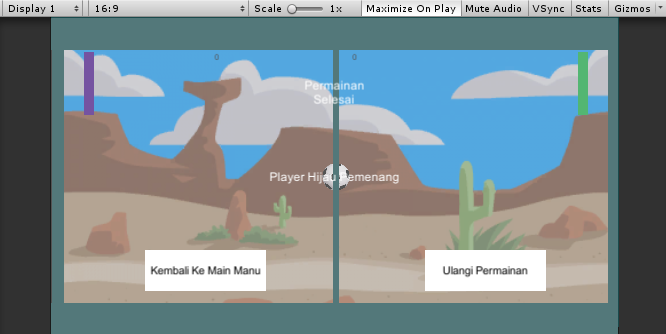 Display 1 16:9 Scale 1x Maximize On Play Mute Audio VSync Stats Gizmos
0 0
Permainan
Selesai
Player Hijau Pemenang
Kembali Ke Main Manu Ulangi Permainan